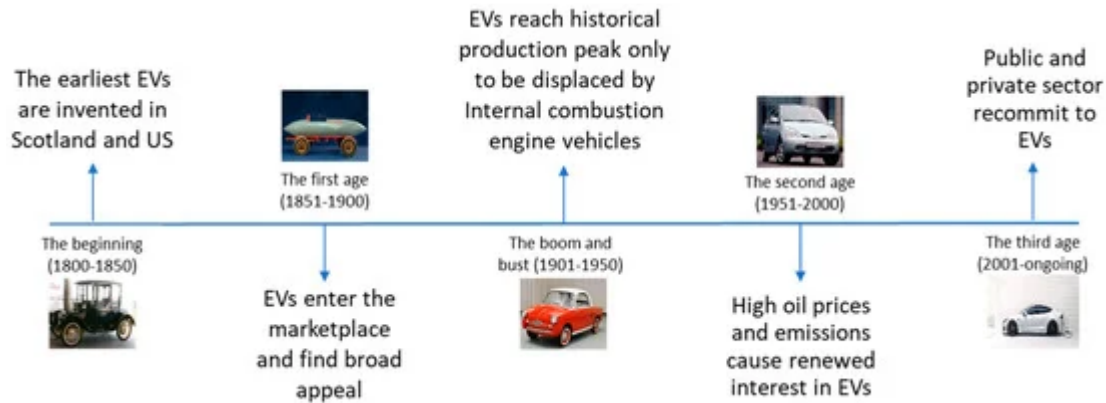 The earliest EVs
are invented in
Scotland and US
The beginning
(1800-1850)
The first age
(1851-1900)
EVs enter the
marketplace
and find broad
appeal
EVs reach historical
production peak only
to be displaced by
Internal combustion
engine vehicles
The boom and
bust (1901-1950)
The second age
(1951-2000)
High oil prices
and emissions
cause renewed
interest in EVs
Public and
private sector
recommit to
EVs
The third age
(2001-ongoing)